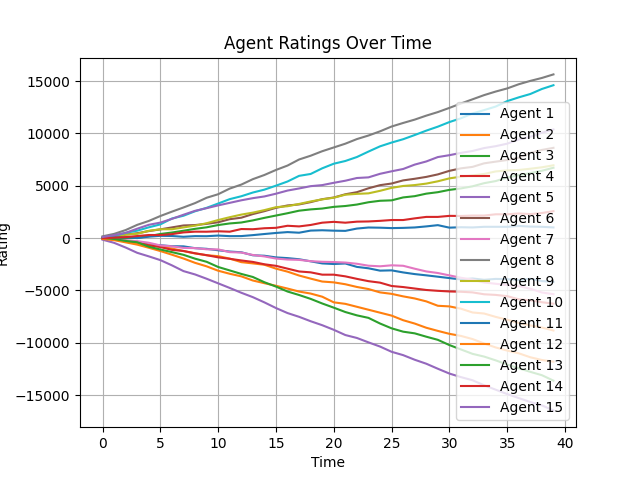 Agent Ratings Over Time
Rating
15000
10000
5000
0
−5000
−10000
−15000
0 5 10 15 20 25 30 35 40
Time
Agent 1
Agent 2
Agent 3
Agent 4
Agent 5
Agent 6
Agent 7
Agent 8
Agent 9
Agent 10
Agent 11
Agent 12
Agent 13
Agent 14
Agent 15